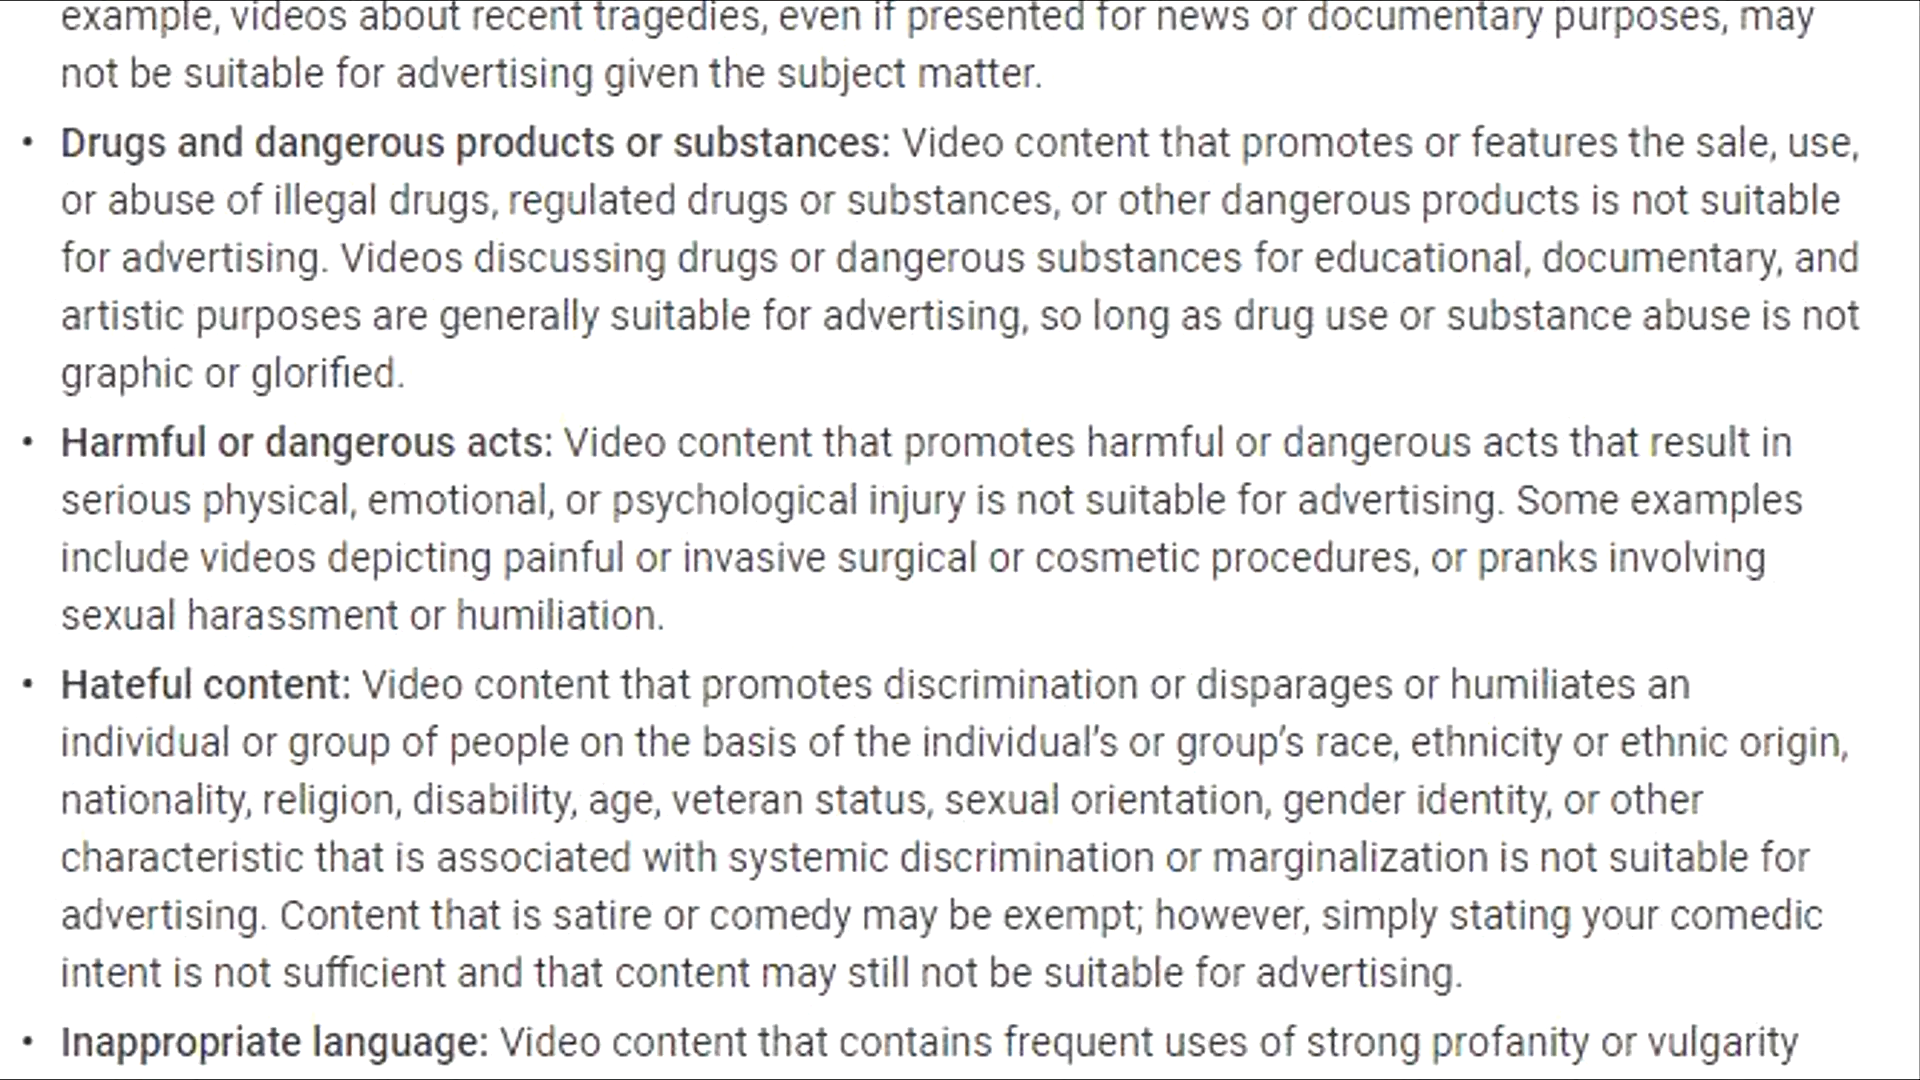 example, videos about recent tragedies, even if presented for news or documentary purposes, may
not be suitable for advertising given the subject matter.
• Drugs and dangerous products or substances: Video content that promotes or features the sale, use,
or abuse of illegal drugs, regulated drugs or substances, or other dangerous products is not suitable
for advertising. Videos discussing drugs or dangerous substances for educational, documentary, and
artistic purposes are generally suitable for advertising, so long as drug use or substance abuse is not
graphic or glorified.
• Harmful or dangerous acts: Video content that promotes harmful or dangerous acts that result in
serious physical, emotional, or psychological injury is not suitable for advertising. Some examples
include videos depicting painful or invasive surgical or cosmetic procedures, or pranks involving
sexual harassment or humiliation.
• Hateful content: Video content that promotes discrimination or disparages or humiliates an
individual or group of people on the basis of the individual’s or group’s race, ethnicity or ethnic origin,
nationality, religion, disability, age, veteran status, sexual orientation, gender identity, or other
characteristic that is associated with systemic discrimination or marginalization is not suitable for
advertising. Content that is satire or comedy may be exempt; however, simply stating your comedic
intent is not sufficient and that content may still not be suitable for advertising.
• Inappropriate language: Video content that contains frequent uses of strong profanity or vulgarity